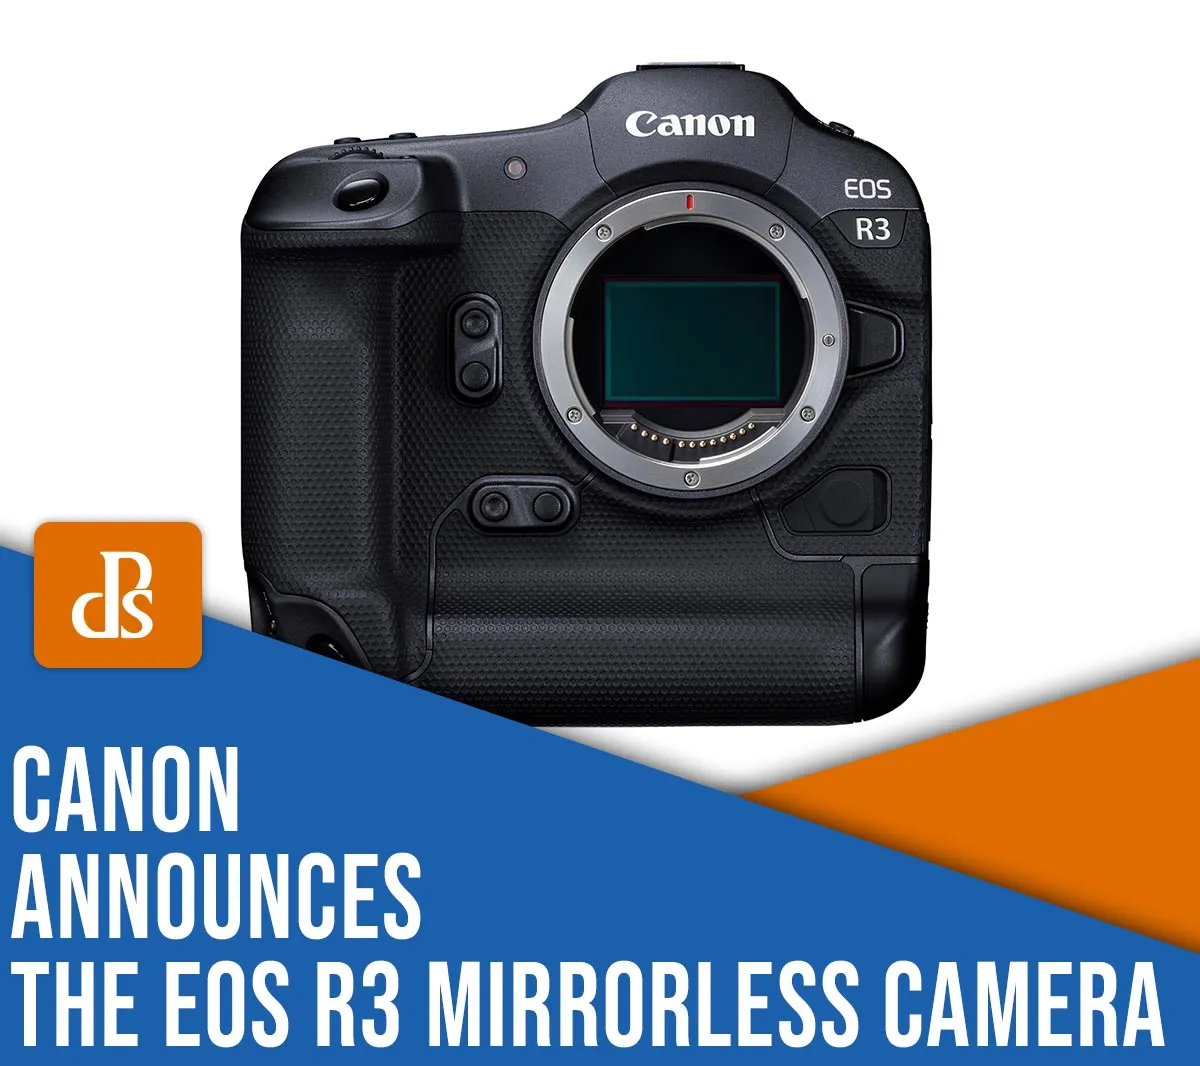 Canon
EOS
R3
dPS
CANON
ANNOUNCES
THE EOS R3 MIRRORLESS CAMERA